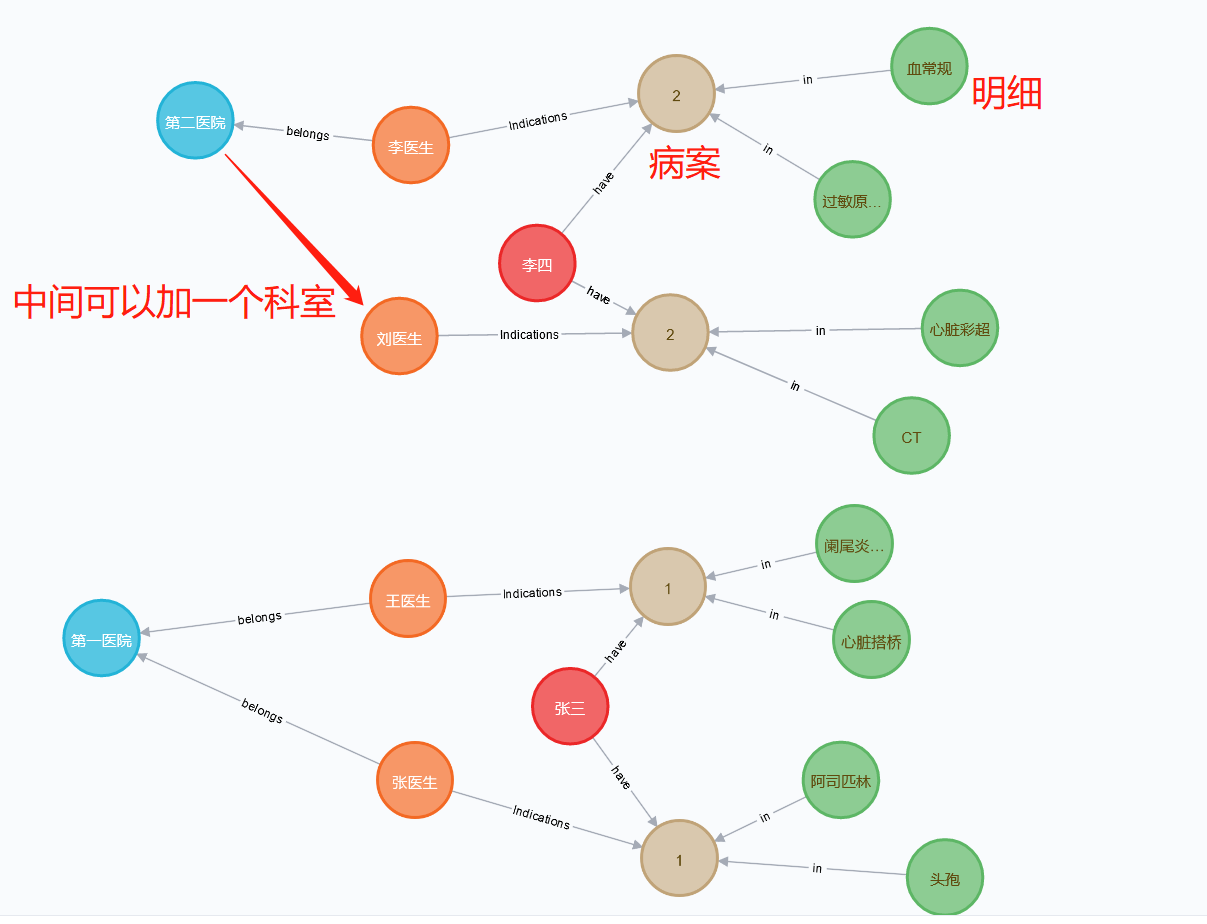 血常规
in
明细
2
第二医院
belongs
李医生
Indications
病案
in
过敏原...
have
李四
have
中间可以加一个科室
刘医生
Indications
2
in
心脏彩超
in
CT
阑尾炎...
in
王医生
Indications
1
in
心脏搭桥
belongs
第一医院
have
张三
belongs
have
张医生
Indications
阿司匹林
in
1
in
头孢